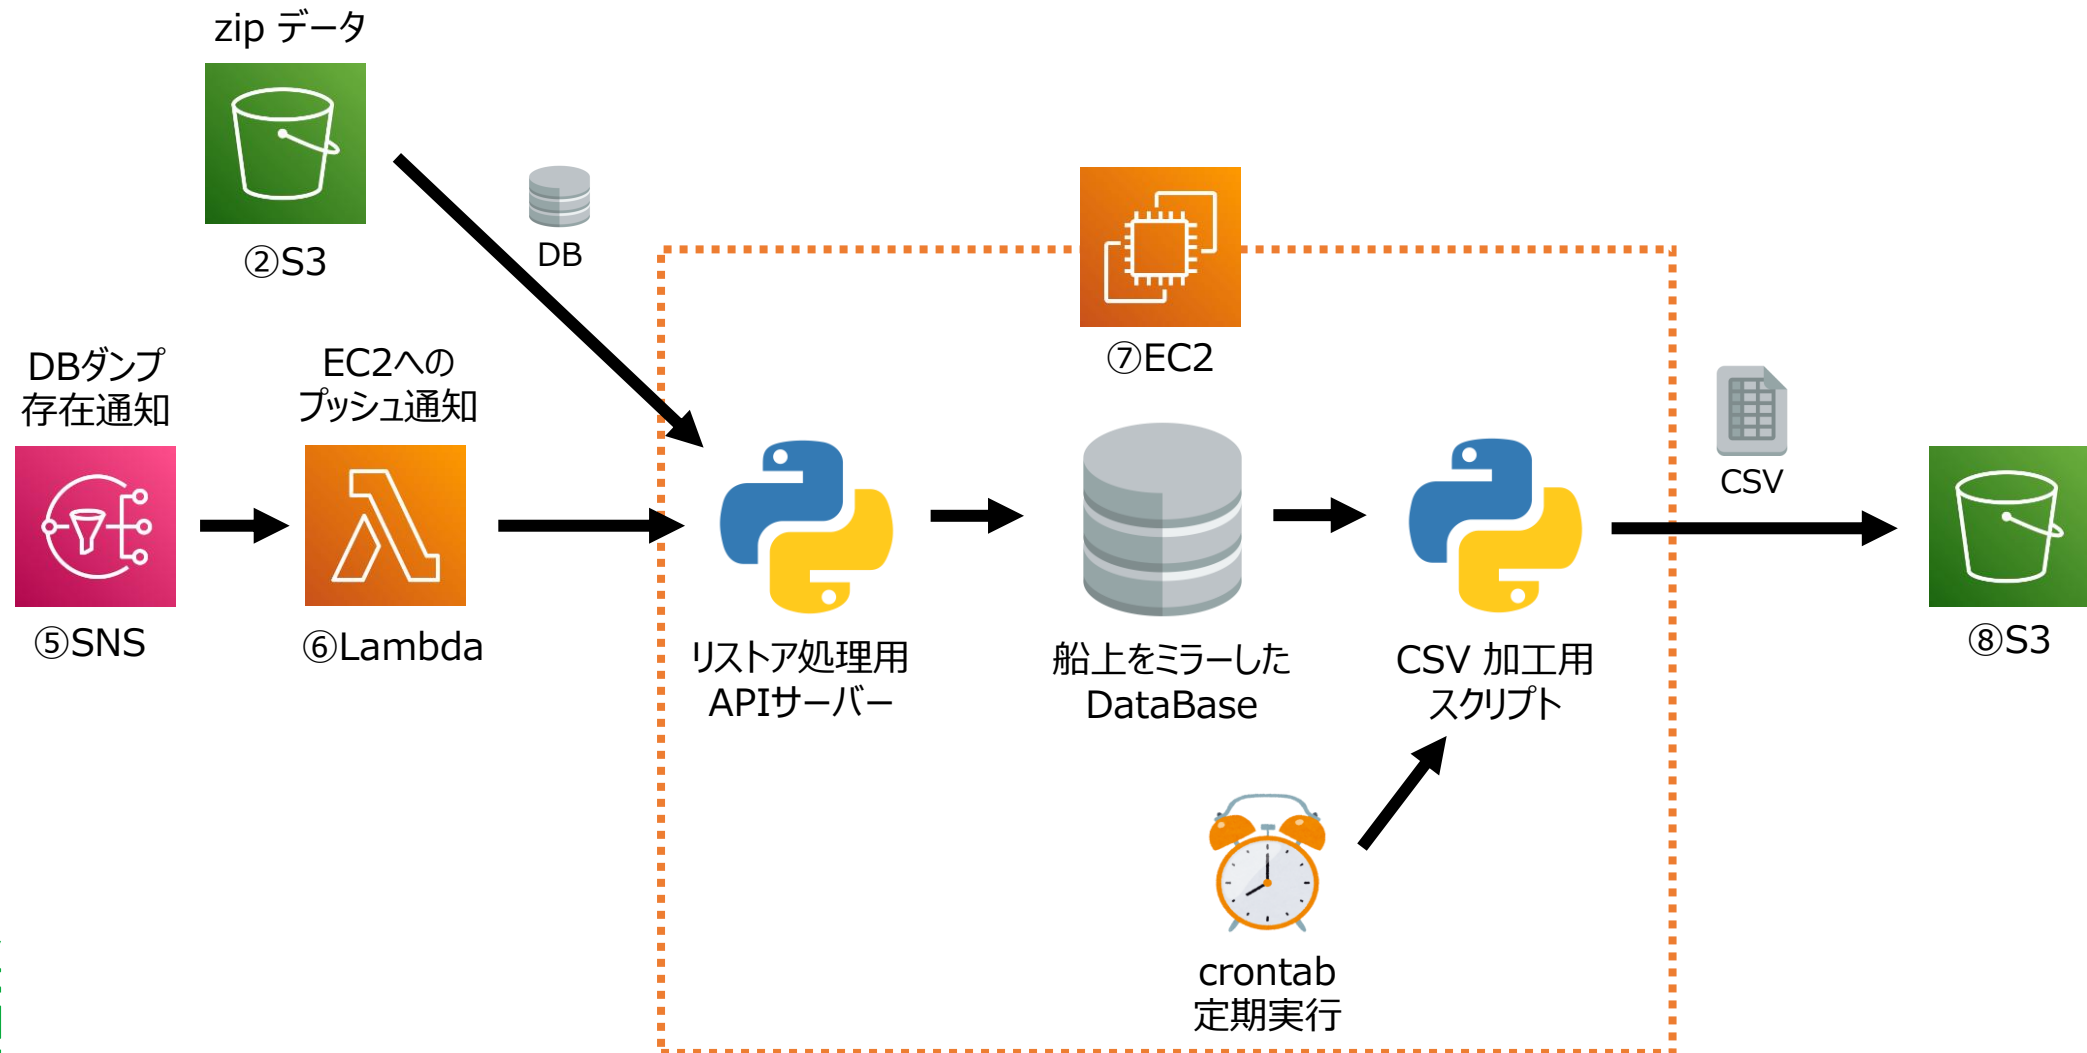 zip データ
②S3
DB
⑦EC2
DBダンプ
存在通知
EC2への
プッシュ通知
CSV
⑤SNS
⑥Lambda
リストア処理用
APIサーバー
船上をミラーした
DataBase
CSV 加工用
スクリプト
⑧S3
crontab
定期実行